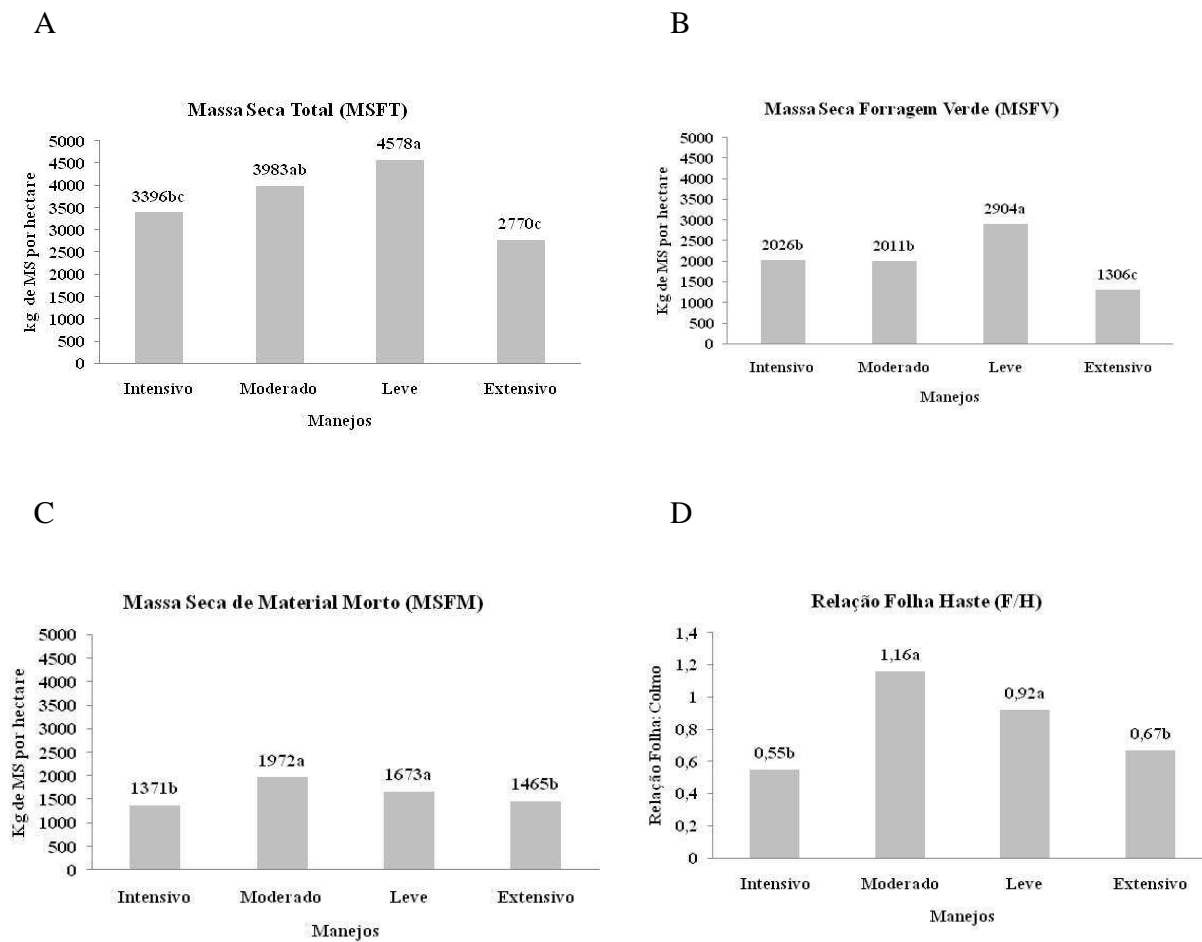 A
B
Massa Seca Total (MSFT)
kg de MS por hectare
5000
4500
4000
3500
3000
2500
2000
1500
1000
500
0
3396bc
3983ab
4578a
2770c
Intensivo
Moderado
Leve
Extensivo
Manejos
Massa Seca Forragem Verde (MSFV)
Kg de MS por hectare
5000
4500
4000
3500
3000
2500
2000
1500
1000
500
0
2026b
2011b
2904a
1306c
Intensivo
Moderado
Leve
Extensivo
Manejos
C
D
Massa Seca de Material Morto (MSFM)
Kg de MS por hectare
5000
4500
4000
3500
3000
2500
2000
1500
1000
500
0
1371b
1972a
1673a
1465b
Intensivo
Moderado
Leve
Extensivo
Manejos
Relação Folha Haste (F/H)
Relação Folha: Colmo
1,4
1,2
1
0,8
0,6
0,4
0,2
0
0,55b
1,16a
0,92a
0,67b
Intensivo
Moderado
Leve
Extensivo
Manejos